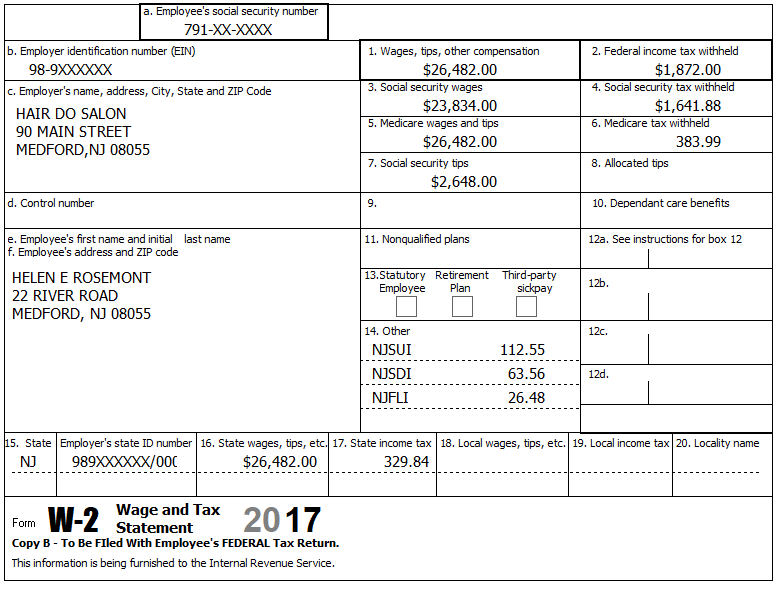 a. Employee's social security number
791-XX-XXXX
b. Employer identification number (EIN)
98-9XXXXXX
1. Wages, tips, other compensation
$26,482.00
2. Federal income tax withheld
$1,872.00
c. Employer's name, address, City, State and ZIP Code
HAIR DO SALON
90 MAIN STREET
MEDFORD,NJ 08055
3. Social security wages
$23,834.00
4. Social security tax withheld
$1,641.88
5. Medicare wages and tips
$26,482.00
6. Medicare tax withheld
383.99
7. Social security tips
$2,648.00
8. Allocated tips
d. Control number
9.
10. Dependant care benefits
e. Employee's first name and initial last name
f. Employee's address and ZIP code
HELEN E ROSEMONT
22 RIVER ROAD
MEDFORD, NJ 08055
11. Nonqualified plans
12a. See instructions for box 12
13.Statutory Employee
Retirement Plan
Third-party sickpay
12b.
14. Other
NJSUI 112.55
NJSDI 63.56
NJFLI 26.48
12c.
12d.
15. State
NJ
Employer's state ID number
989XXXXXX/000
16. State wages, tips, etc.
$26,482.00
17. State income tax
329.84
18. Local wages, tips, etc.
19. Local income tax
20. Locality name
Form W-2 Wage and Tax Statement 2017
Copy B - To Be FIled With Employee's FEDERAL Tax Return.
This information is being furnished to the Internal Revenue Service.